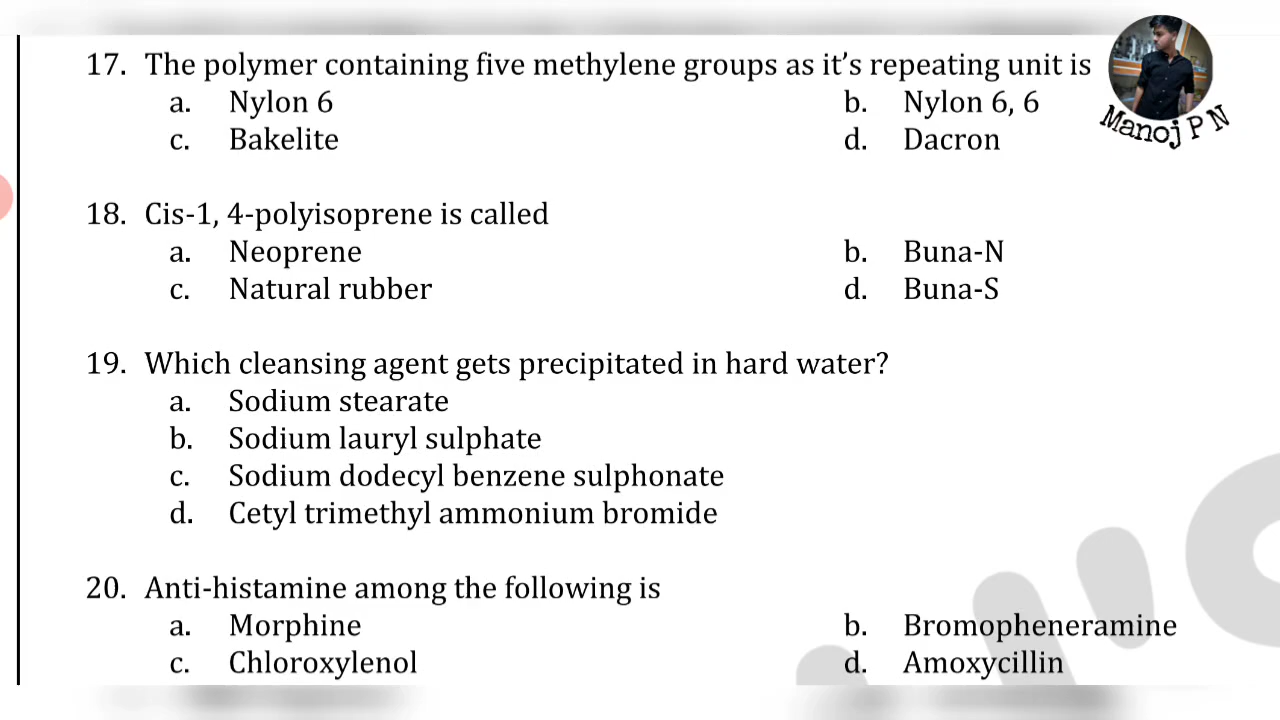 17. The polymer containing five methylene groups as it’s repeating unit is
a. Nylon 6 b. Nylon 6, 6
c. Bakelite d. Dacron
Manoj P N
18. Cis-1, 4-polyisoprene is called
a. Neoprene b. Buna-N
c. Natural rubber d. Buna-S
19. Which cleansing agent gets precipitated in hard water?
a. Sodium stearate
b. Sodium lauryl sulphate
c. Sodium dodecyl benzene sulphonate
d. Cetyl trimethyl ammonium bromide
20. Anti-histamine among the following is
a. Morphine b. Bromopheneramine
c. Chloroxylenol d. Amoxycillin